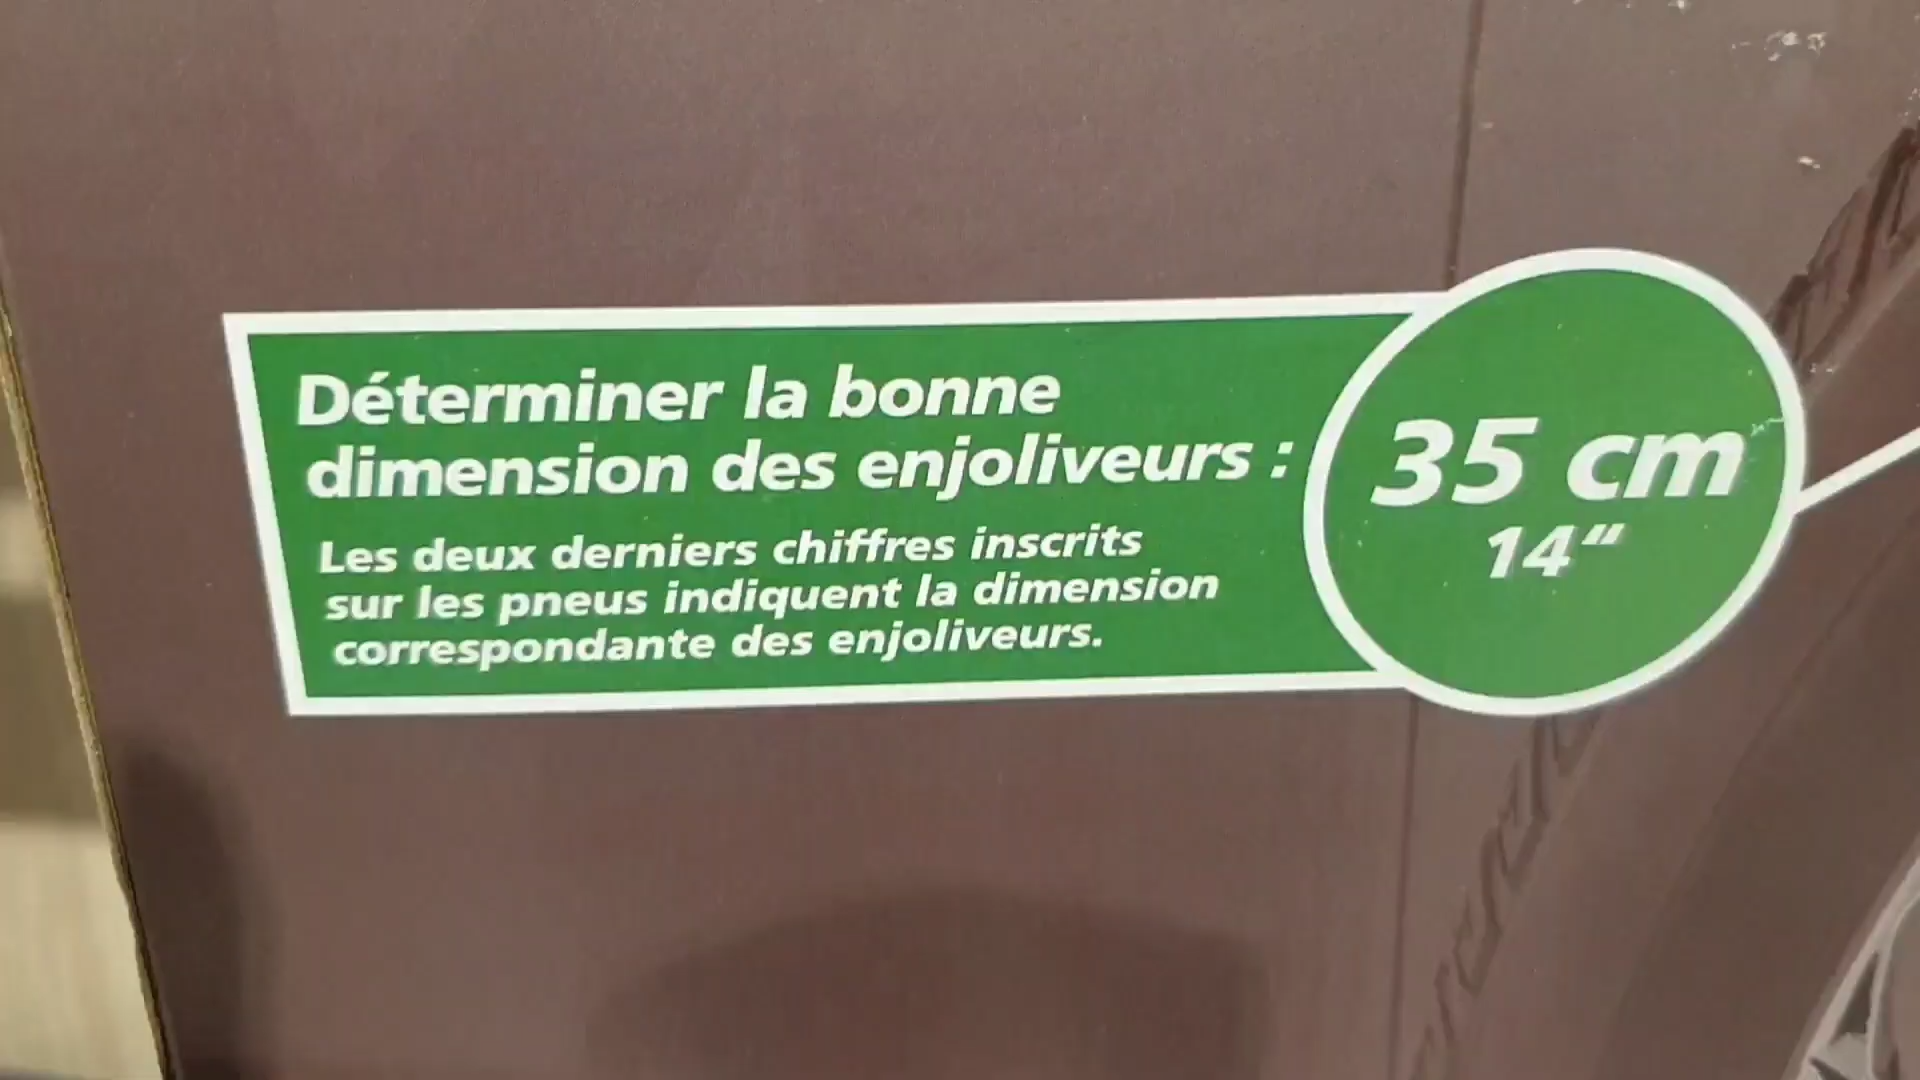 Déterminer la bonne
dimension des enjoliveurs :
Les deux derniers chiffres inscrits
sur les pneus indiquent la dimension
correspondante des enjoliveurs.
35 cm
14“